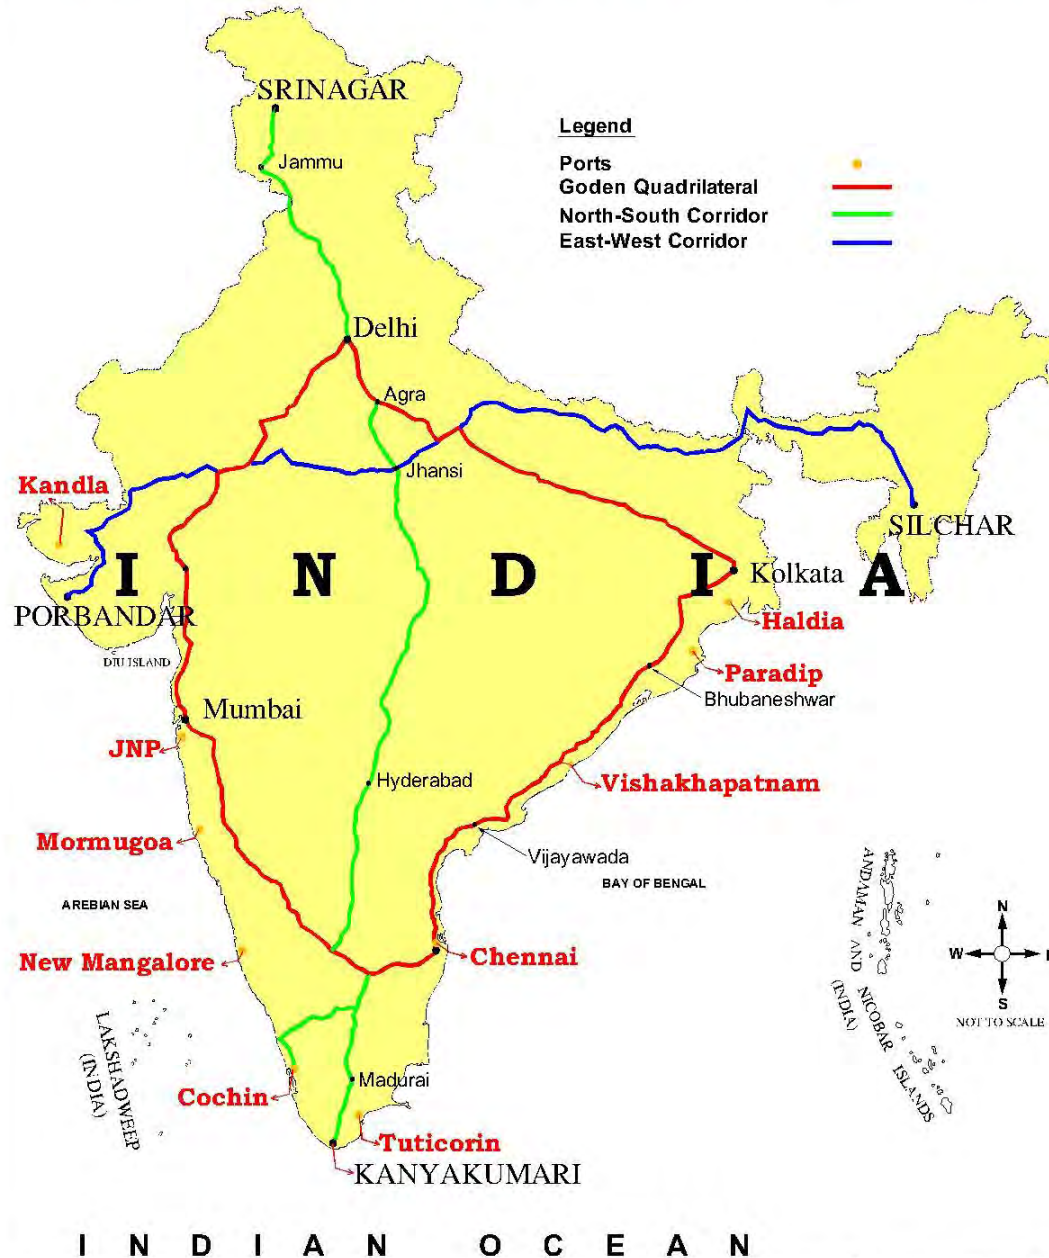 SRINAGAR
Legend
Jammu
Ports
Goden Quadrilateral
North-South Corridor
East-West Corridor
Delhi
Agra
Jhansi
Kandla
SILCHAR
I N D I A
Kolkata
PORBANDAR
Haldia
DIU ISLAND
Paradip
Bhubaneshwar
Mumbai
JNP
Hyderabad
Vishakhapatnam
Mormugoa
Vijayawada
BAY OF BENGAL
AREBIAN SEA
New Mangalore
Chennai
ANDAMAN AND
NICOBAR
ISLANDS
(INDIA)
N
W
S
NOT TO SCALE
LAKSHADWEEP
(INDIA)
Madurai
Cochin
Tuticorin
KANYAKUMARI
I N D I A N O C E A N